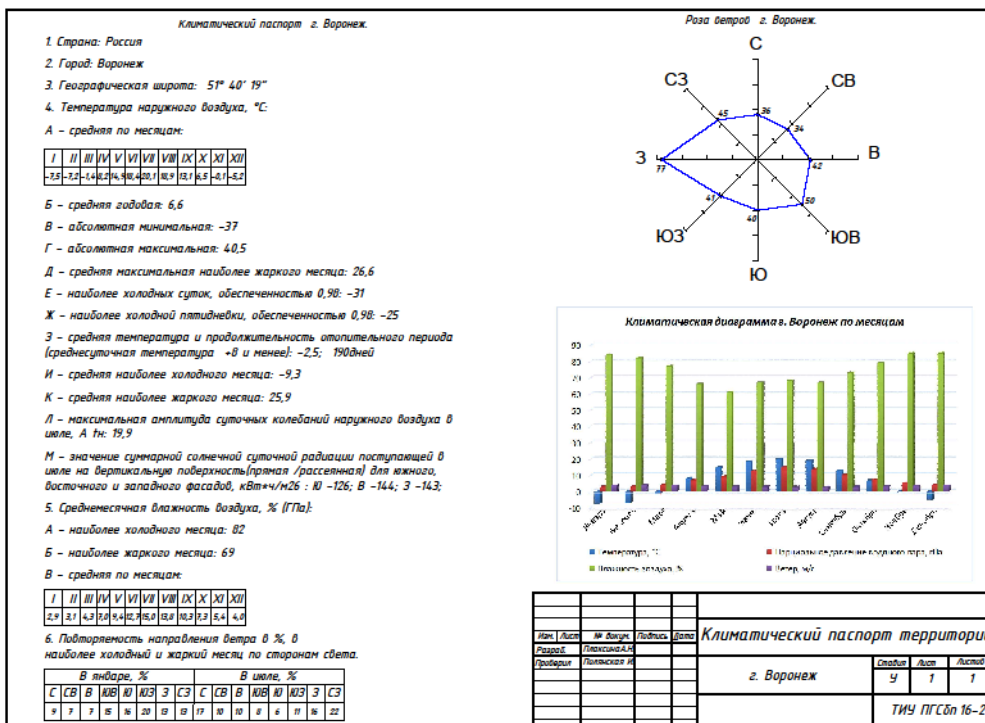 Климатический паспорт г. Воронеж.
1. Страна: Россия
2. Город: Воронеж
3. Географическая широта: 51° 40' 19"
4. Температура наружного воздуха, °С:
А - средняя по месяцам:
I II III IV V VI VII VIII IX X XI XII
-7,5 -7,2 -1,4 8,2 14,9 18,4 20,1 18,9 13,1 6,5 -0,1 -5,2
Б - средняя годовая: 6,6
В - абсолютная минимальная: -37
Г - абсолютная максимальная: 40,5
Д - средняя максимальная наиболее жаркого месяца: 26,6
Е - наиболее холодных суток, обеспеченностью 0,98: -31
Ж - наиболее холодной пятидневки, обеспеченностью 0,98: -25
З - средняя температура и продолжительность отопительного периода
(среднесуточная температура +8 и менее): -2,5; 190дней
И - средняя наиболее холодного месяца: -9,3
К - средняя наиболее жаркого месяца: 25,9
Л - максимальная амплитуда суточных колебаний наружного воздуха в
июле, А tн: 19,9
М - значение суммарной солнечной суточной радиации поступающей в
июле на вертикальную поверхность(прямая /рассеянная) для южного,
восточного и западного фасадов, кВт*ч/м2б : Ю -126; В -144; З -143;
5. Среднемесячная влажность воздуха, % (ГПа):
А - наиболее холодного месяца: 82
Б - наиболее жаркого месяца: 69
В - средняя по месяцам:
I II III IV V VI VII VIII IX X XI XII
2,9 3,1 4,3 7,0 9,4 12,7 15,0 13,8 10,3 7,3 5,4 4,0
6. Повторяемость направления ветра в %, в
наиболее холодный и жаркий месяц по сторонам света.
В январе, % В июле, %
С СВ В ЮВ Ю ЮЗ З СЗ С СВ В ЮВ Ю ЮЗ З СЗ
9 7 7 15 16 20 13 13 17 10 10 8 6 11 16 22
Роза ветров г. Воронеж.
С
СЗ СВ
45 36 34
З 77 42 В
41 40 50
ЮЗ ЮВ
Ю
Климатическая диаграмма г. Воронеж по месяцам
90
80
70
60
50
40
30
20
10
0
-10
Январь Март Апрель Май Июнь Июль Август Сентябрь Октябрь Ноябрь Декабрь
Температура, °С Парциальное давление водяного пара, гПа
Влажность воздуха, % Ветер, м/с
Изм. Лист № докум. Подпись Дата
Разраб. Плаксина А.Н.
Проверил Полянская И.
Климатический паспорт территории
г. Воронеж
Стадия Лист Листов
У 1 1
ТИУ ПГСбп 16-2